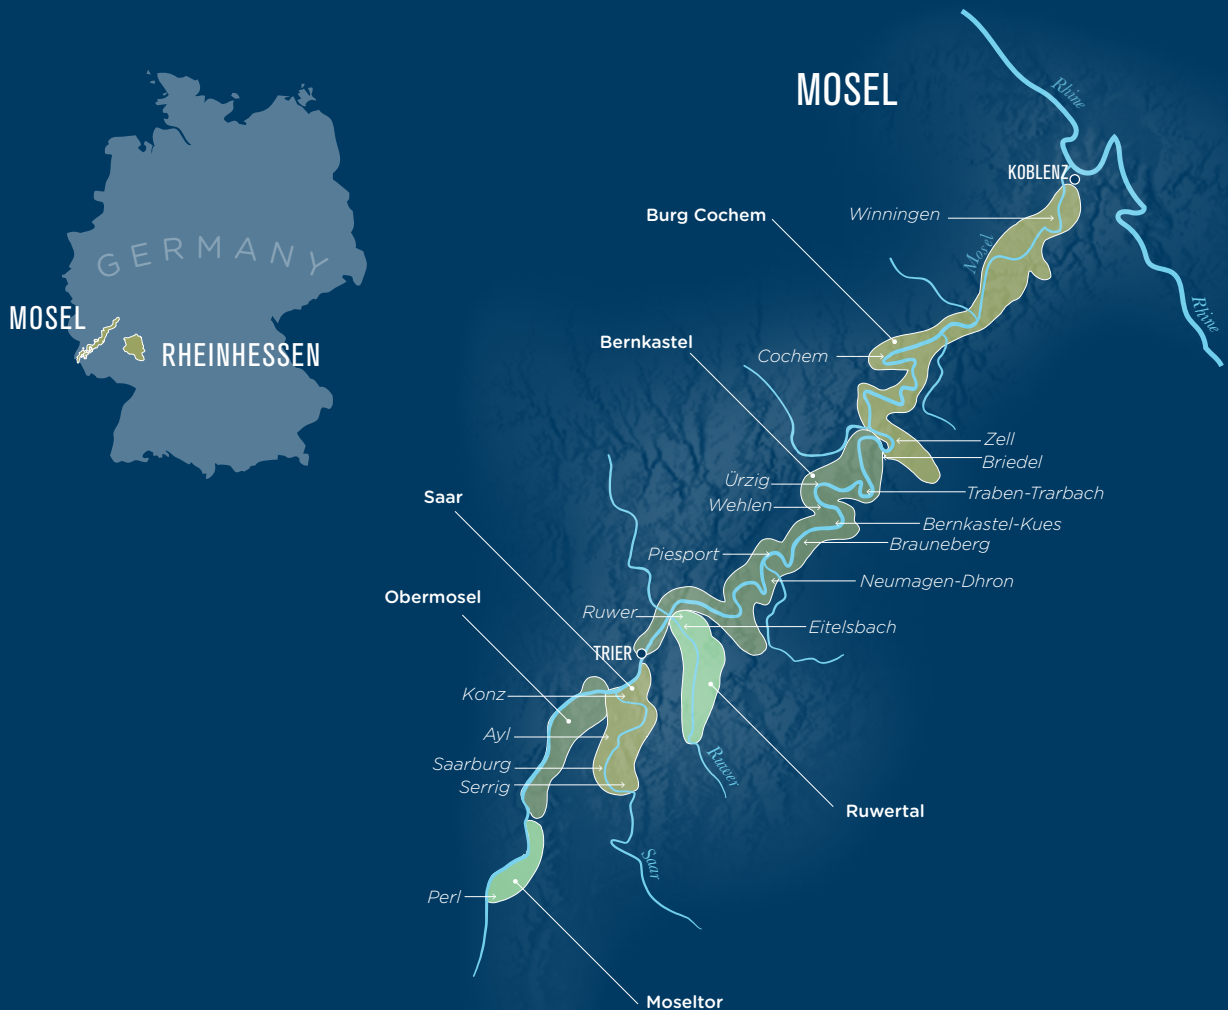 MOSEL
Rhine
KOBLENZ
Burg Cochem
Winningen
Mosel
GERMANY
Rhine
MOSEL
RHEINHESSEN
Bernkastel
Cochem
Zell
Briedel
Ürzig
Traben-Trarbach
Saar
Wehlen
Bernkastel-Kues
Brauneberg
Piesport
Neumagen-Dhron
Obermosel
Ruwer
Eitelsbach
TRIER
Konz
Ayl
Saarburg
Ruwer
Serrig
Ruwertal
Saar
Perl
Moseltor